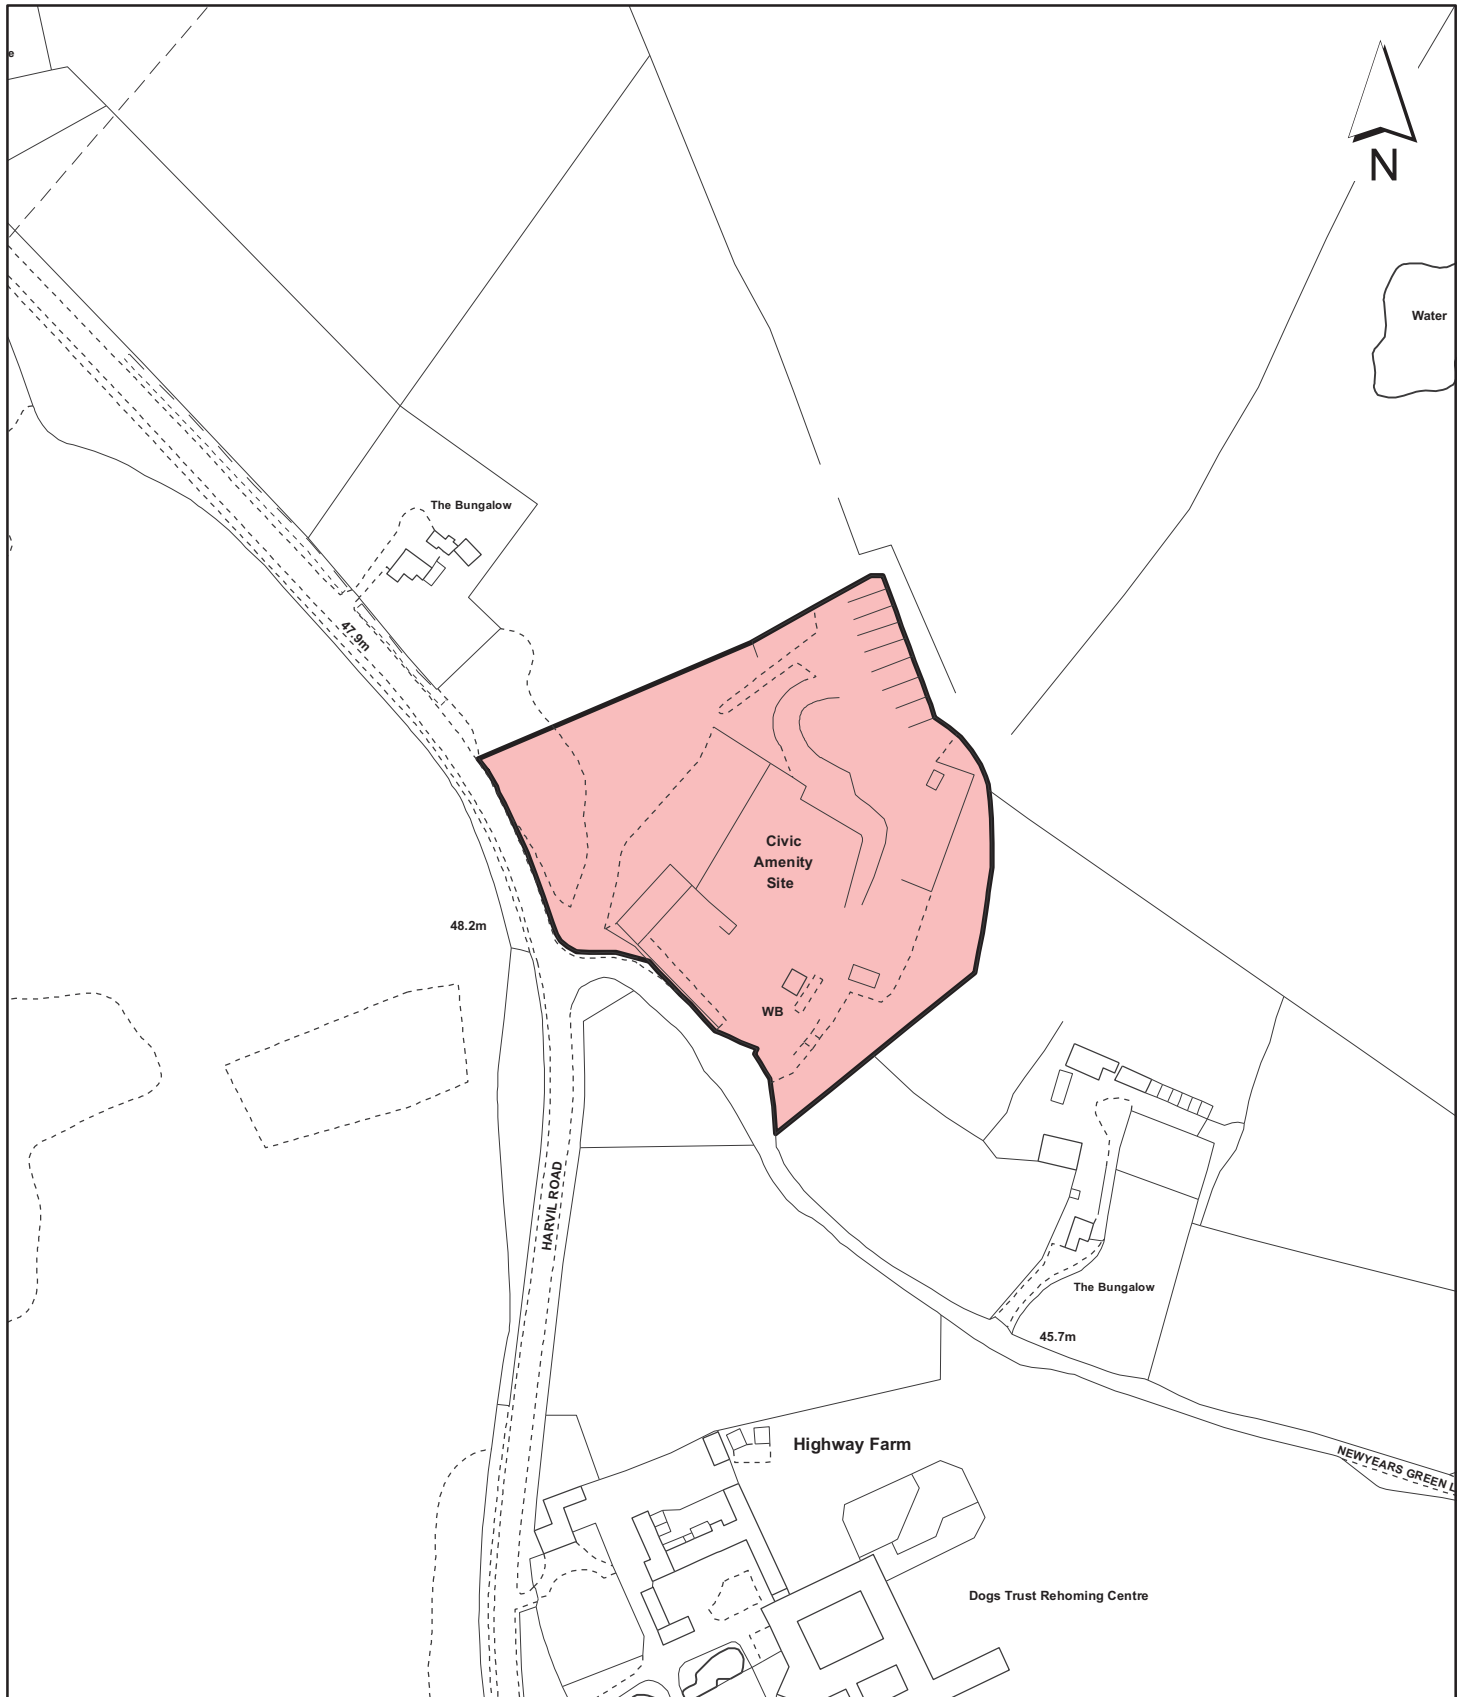 e
N
Water
The Bungalow
47.9m
Civic
Amenity
Site
48.2m
WB
HARVIL ROAD
The Bungalow
45.7m
Highway Farm
NEWYEARS GREEN L
Dogs Trust Rehoming Centre